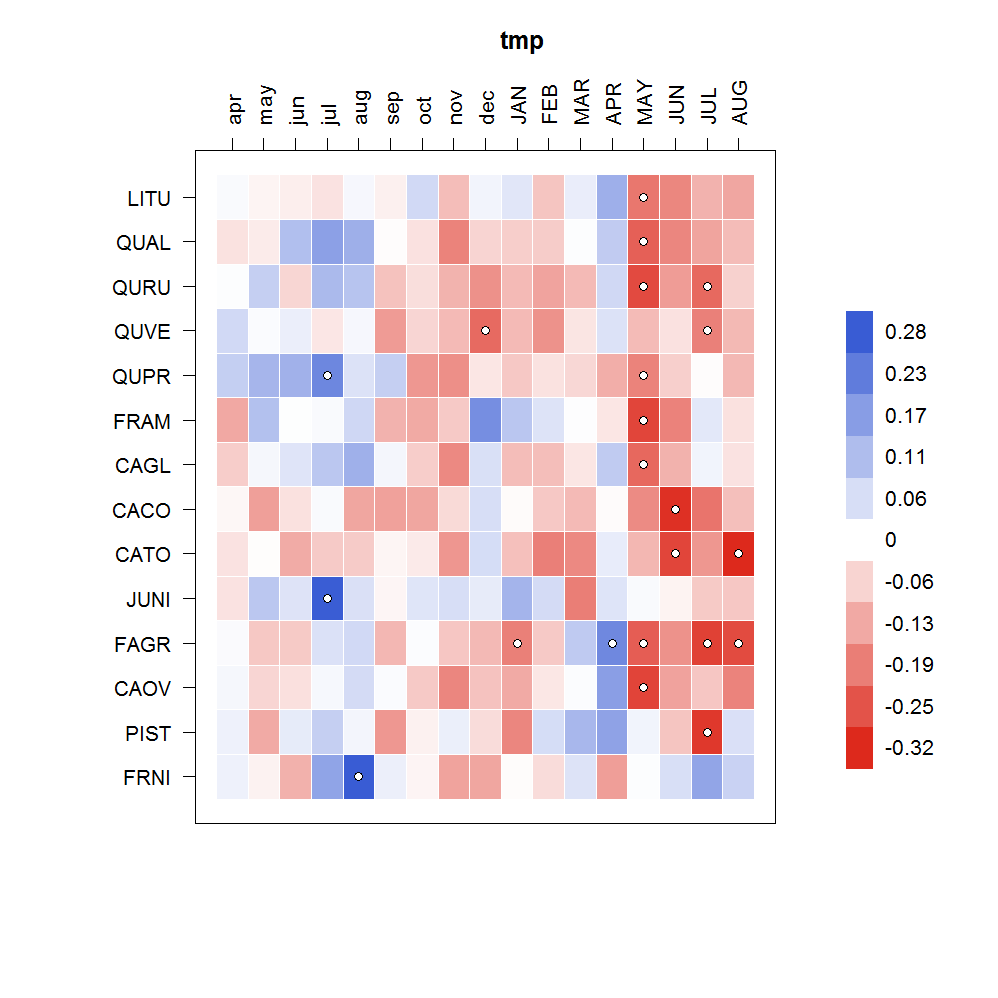 tmp
apr may jun jul aug sep oct nov dec JAN FEB MAR APR MAY JUN JUL AUG
LITU
QUAL
QURU
QUVE
QUPR
FRAM
CAGL
CACO
CATO
JUNI
FAGR
CAOV
PIST
FRNI
0.28
0.23
0.17
0.11
0.06
0
-0.06
-0.13
-0.19
-0.25
-0.32